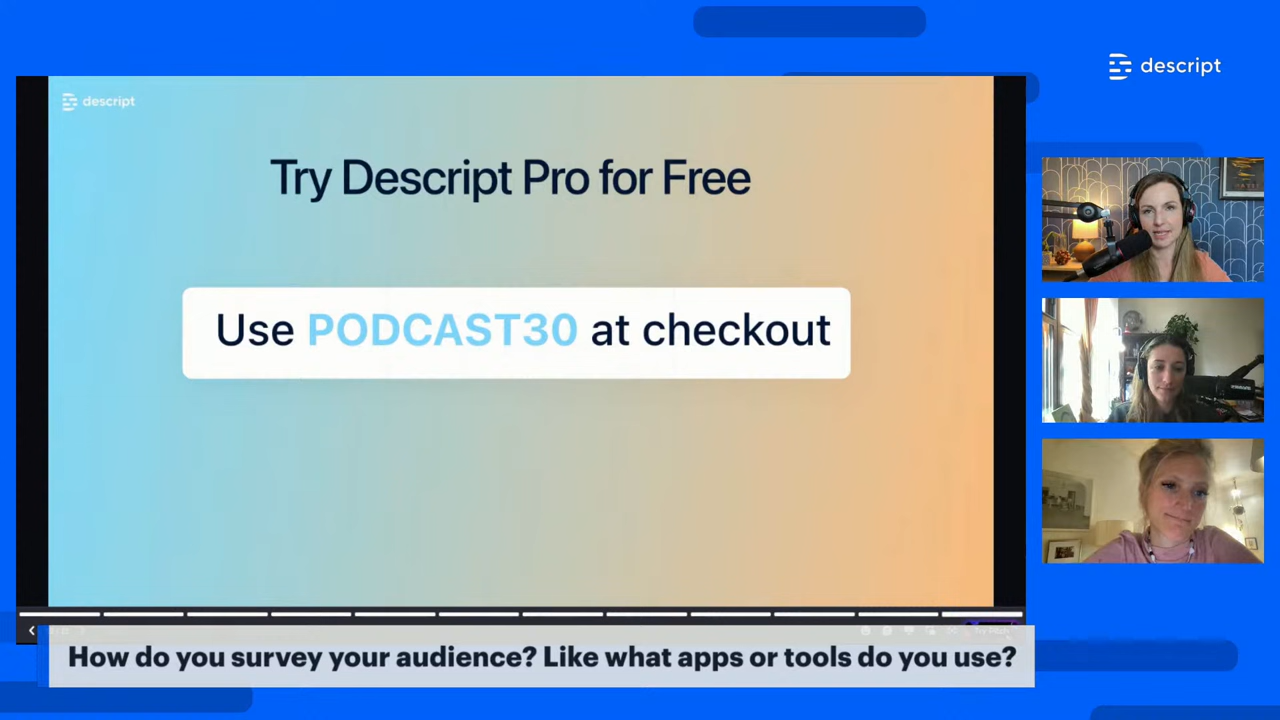 descript
descript
Try Descript Pro for Free
Use PODCAST30 at checkout
How do you survey your audience? Like what apps or tools do you use?